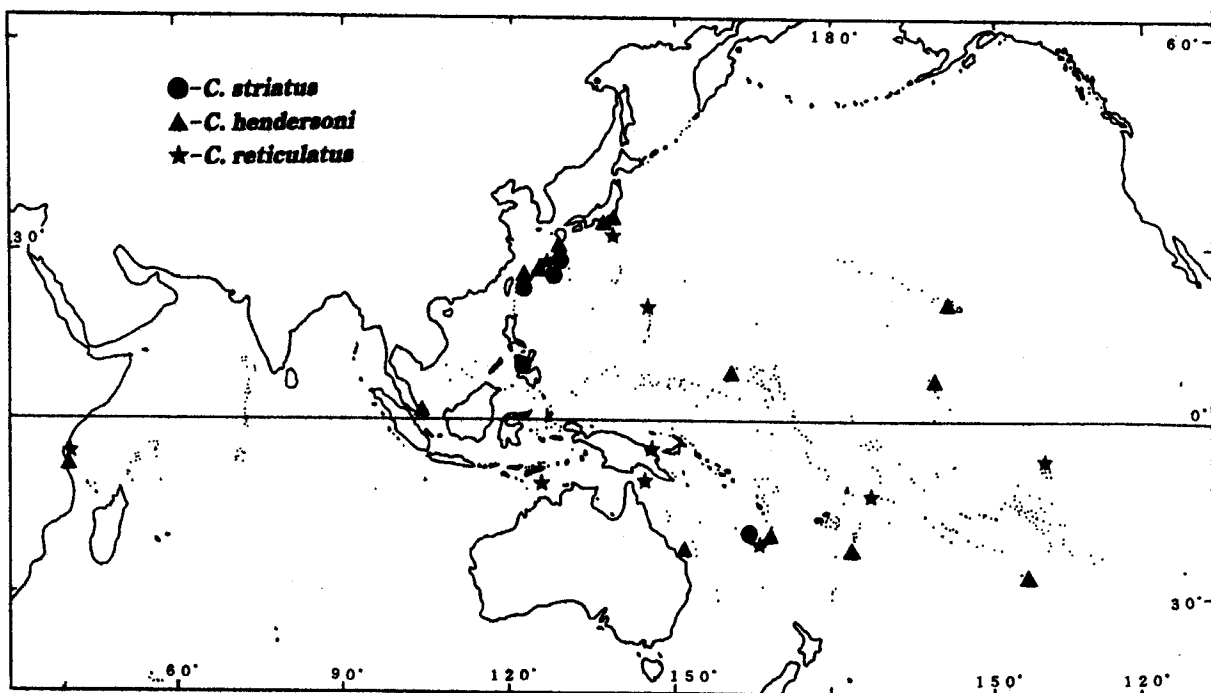 180° 60°
●-C. striatus
▲-C. hendersoni
★-C. reticulatus
30°
0°
30°
60° 90° 120° 150° 150° 120°